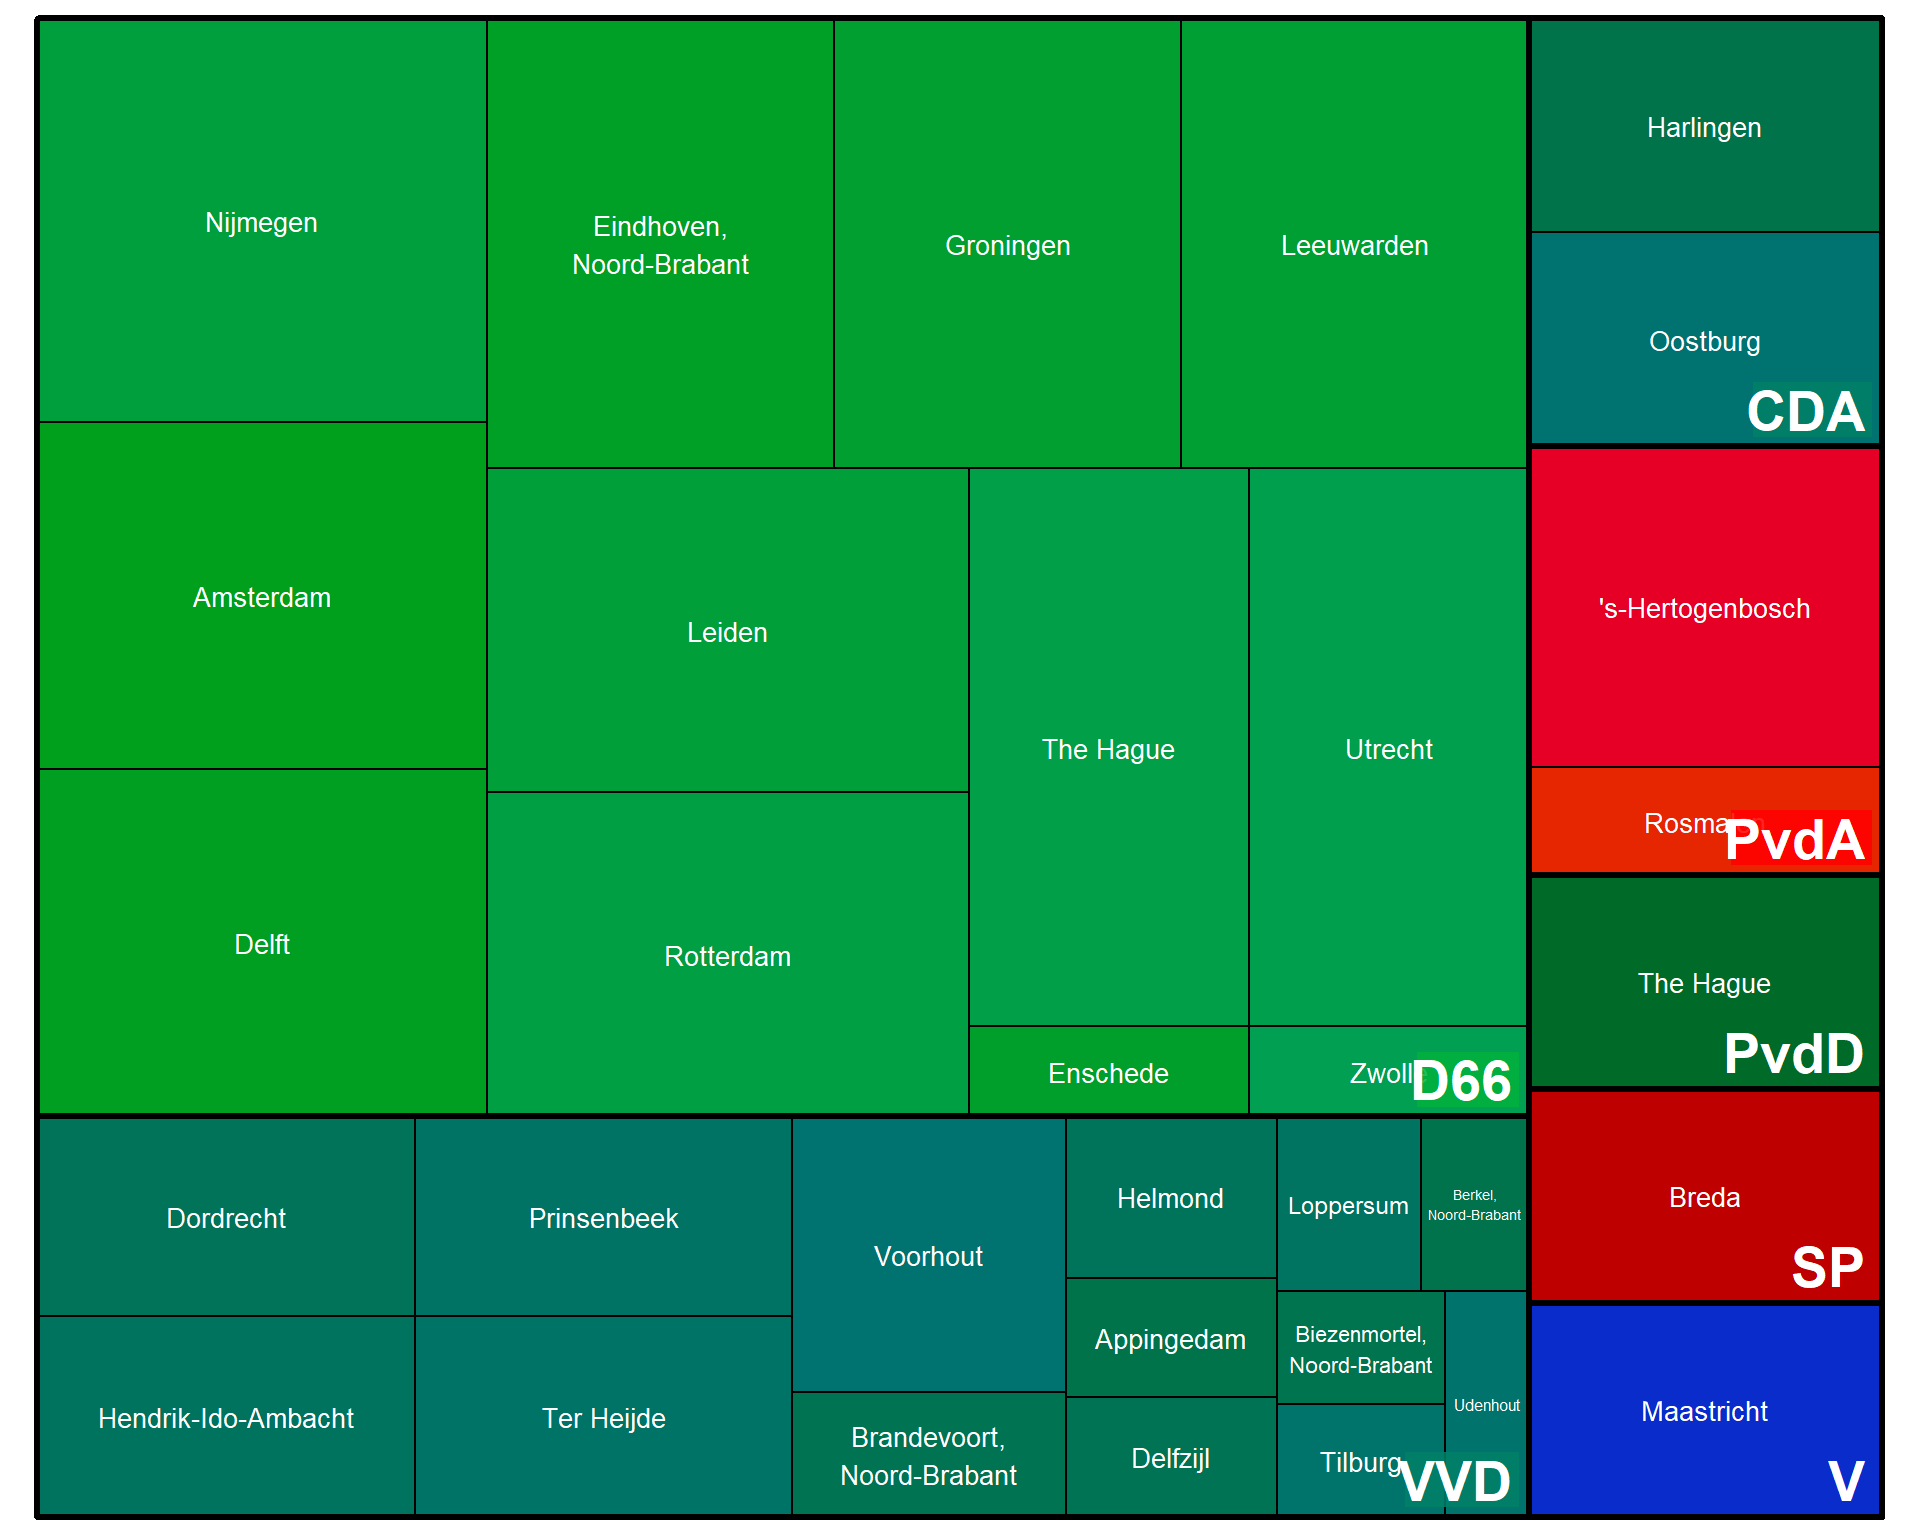 Nijmegen
Eindhoven,
Noord-Brabant
Groningen
Leeuwarden
Amsterdam
Leiden
The Hague
Utrecht
Delft
Rotterdam
Enschede
Zwolle
D66
Dordrecht
Prinsenbeek
Voorhout
Helmond
Loppersum
Berkel,
Noord-Brabant
Hendrik-Ido-Ambacht
Ter Heijde
Brandevoort,
Noord-Brabant
Appingedam
Delfzijl
Biezenmortel,
Noord-Brabant
Udenhout
Tilburg
VVD
Harlingen
Oostburg
CDA
's-Hertogenbosch
Rosmalen
PvdA
The Hague
PvdD
Breda
SP
Maastricht
V